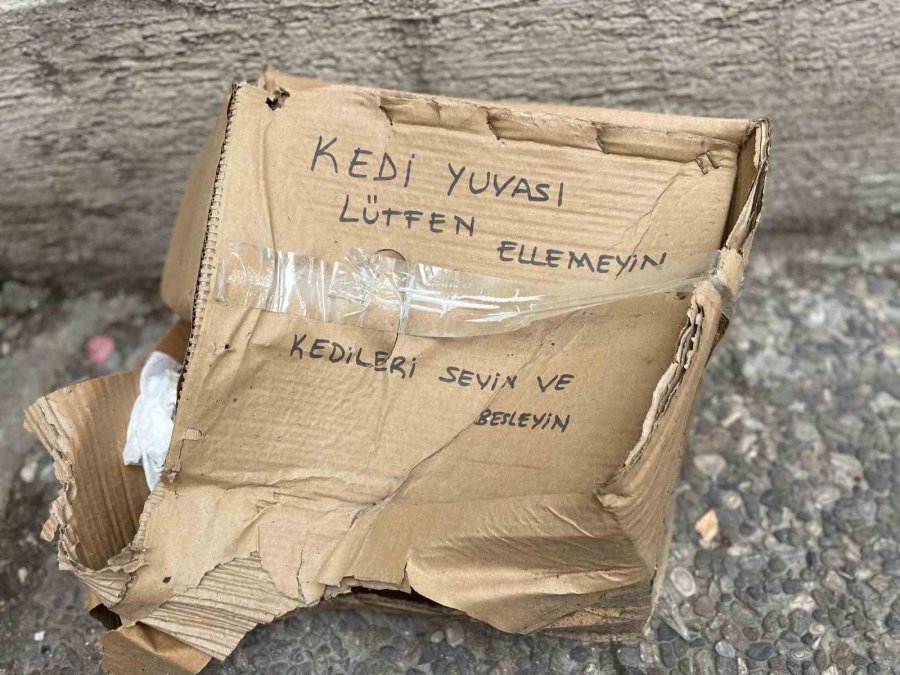 KEDİ YUVASI
LÜTFEN
ELLEMEYİN
KEDİLERİ SEVİN VE
BESLEYİN